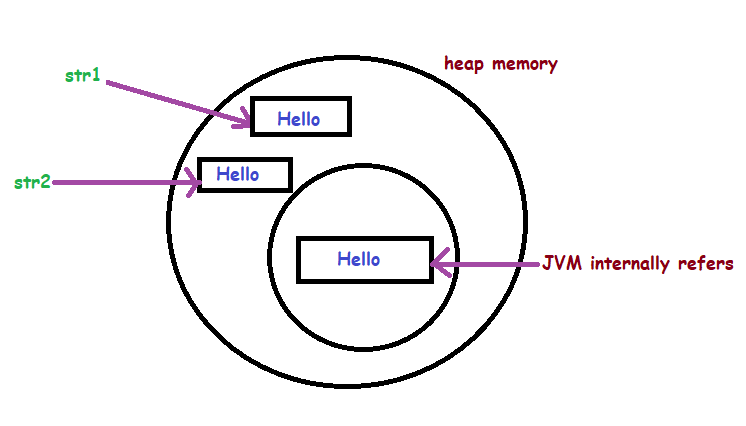 heap memory
str1
Hello
Hello
str2
Hello
JVM internally refers